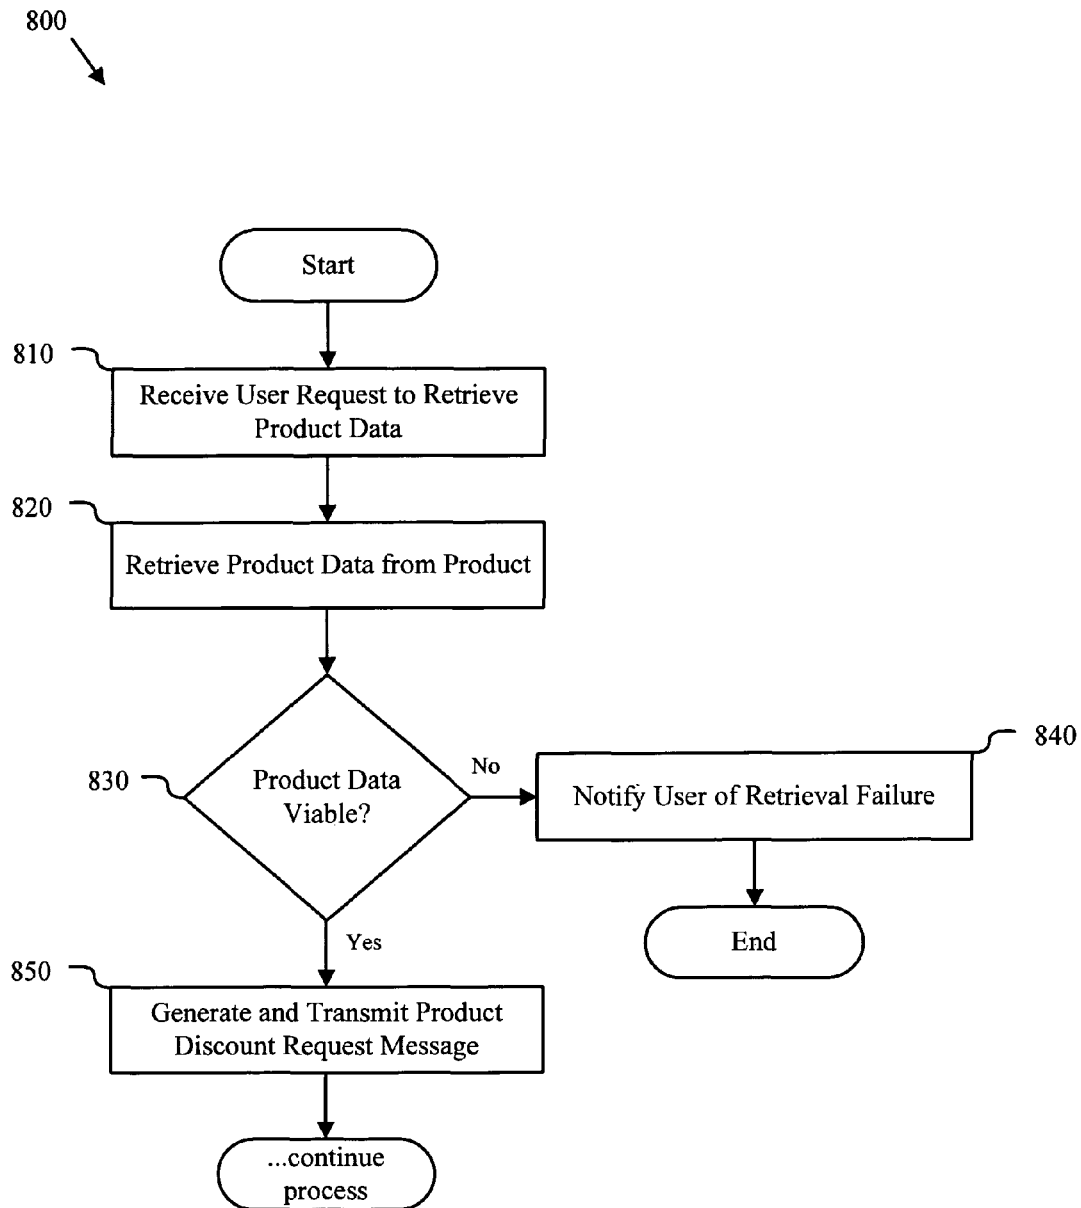 800
Start
810
Receive User Request to Retrieve
Product Data
820
Retrieve Product Data from Product
830
Product Data
Viable?
No
840
Notify User of Retrieval Failure
End
Yes
850
Generate and Transmit Product
Discount Request Message
...continue
process